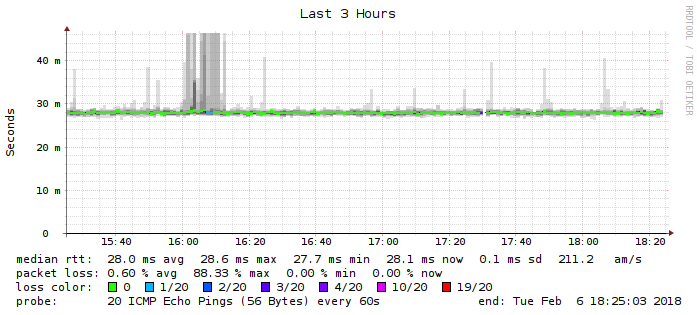 Last 3 Hours
RRDTOOL / TOBI OETIKER
Seconds
40 m
30 m
20 m
10 m
0
15:40 16:00 16:20 16:40 17:00 17:20 17:40 18:00 18:20
median rtt: 28.0 ms avg 28.6 ms max 27.7 ms min 28.1 ms now 0.1 ms sd 211.2 am/s
packet loss: 0.60 % avg 88.33 % max 0.00 % min 0.00 % now
loss color: 0 1/20 2/20 3/20 4/20 10/20 19/20
probe: 20 ICMP Echo Pings (56 Bytes) every 60s end: Tue Feb 6 18:25:03 2018